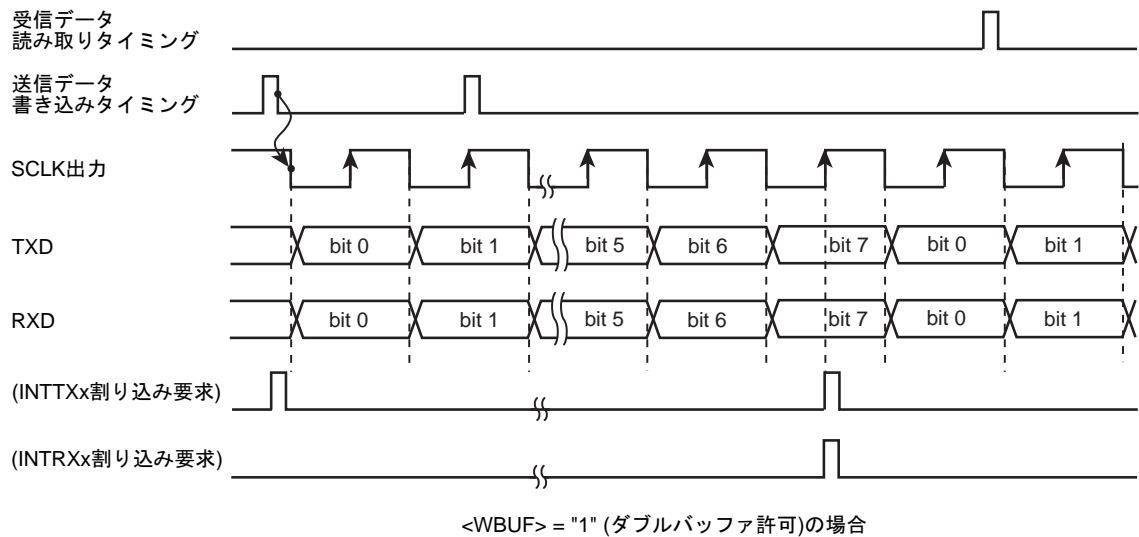 受信データ
読み取りタイミング
送信データ
書き込みタイミング
SCLK出力
TXD
bit 0 bit 1 bit 5 bit 6 bit 7 bit 0 bit 1
RXD
bit 0 bit 1 bit 5 bit 6 bit 7 bit 0 bit 1
(INTTXx割り込み要求)
(INTRXx割り込み要求)
<WBUF> = "1" (ダブルバッファ許可)の場合